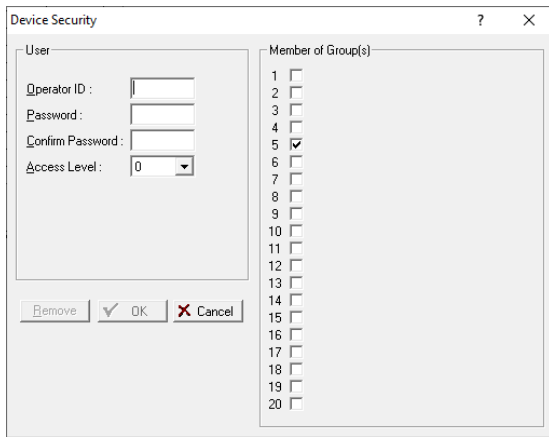 Device Security
?
User
Operator ID :
Password :
Confirm Password :
Access Level :
0
Remove
OK
Cancel
Member of Group(s)
1
2
3
4
5
6
7
8
9
10
11
12
13
14
15
16
17
18
19
20